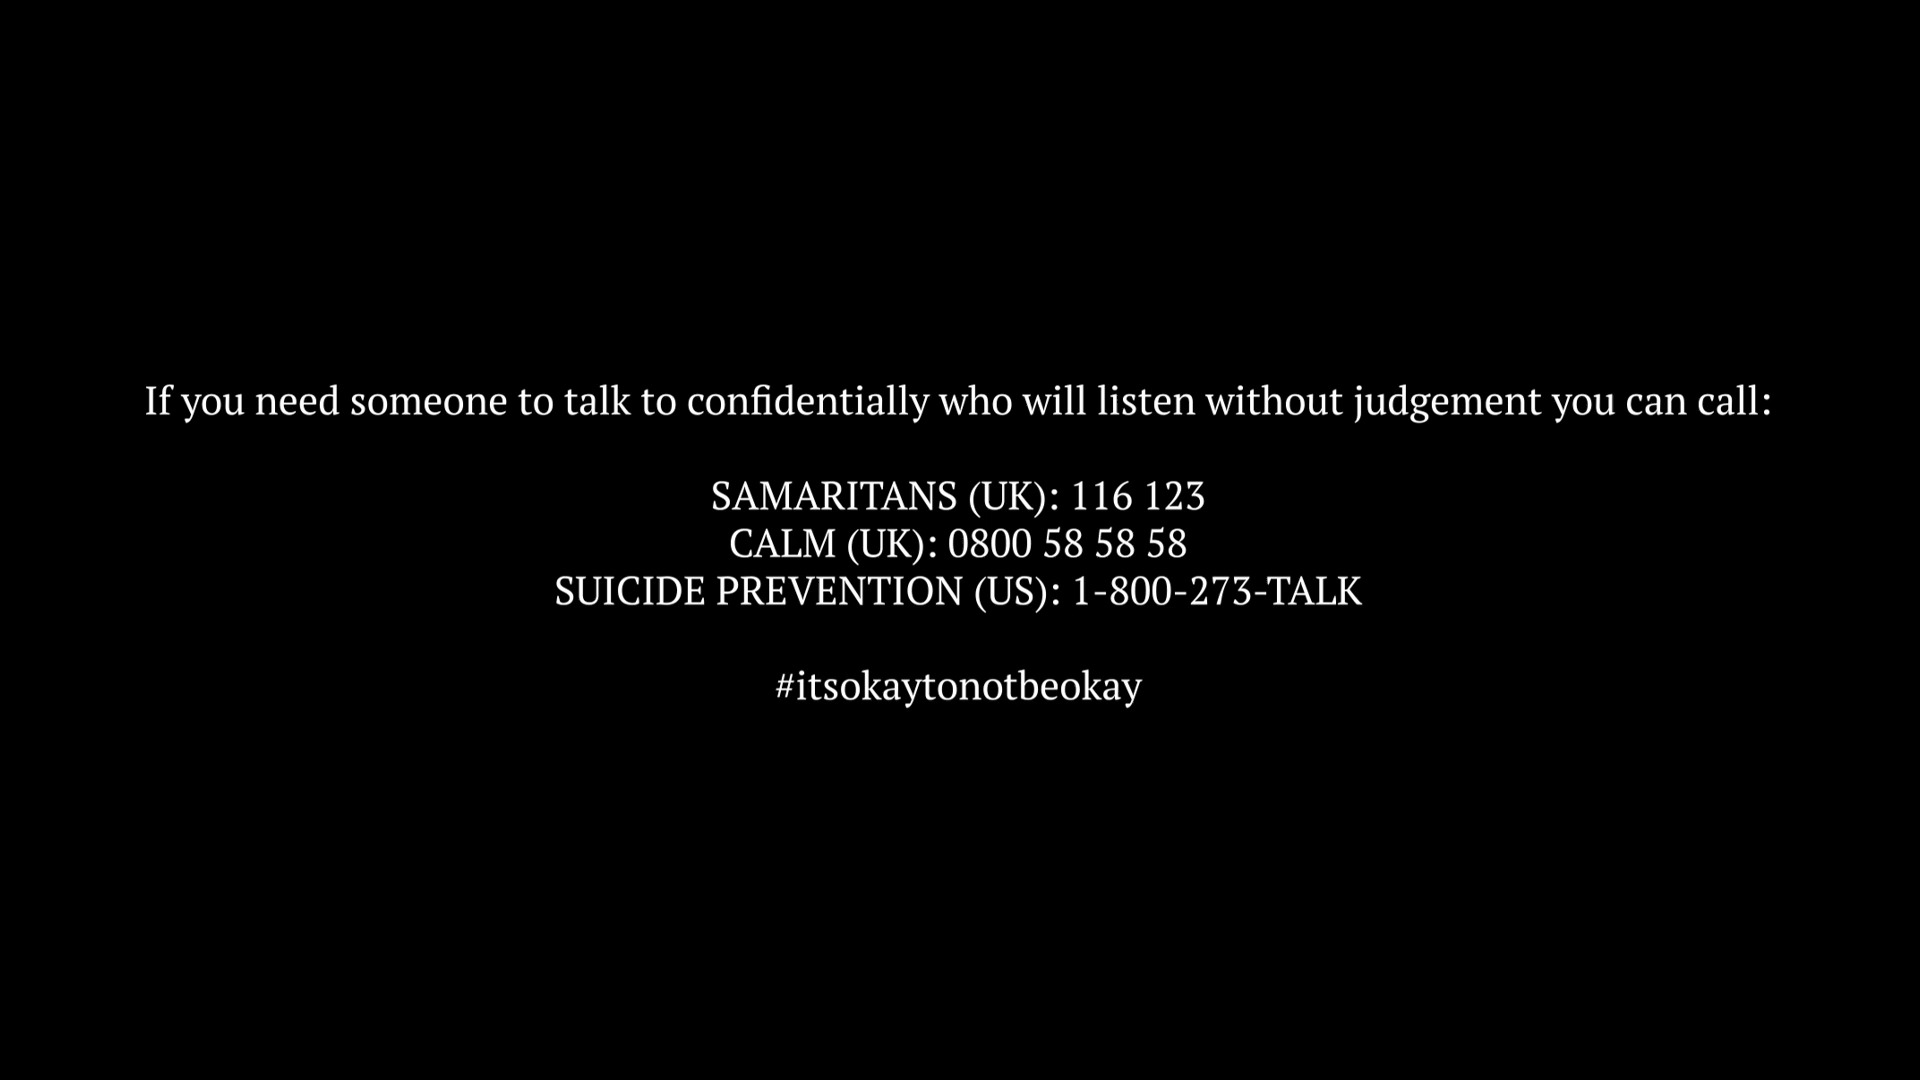 If you need someone to talk to confidentially who will listen without judgement you can call:
SAMARITANS (UK): 116 123
CALM (UK): 0800 58 58 58
SUICIDE PREVENTION (US): 1-800-273-TALK
#itsokaytonotbeokay